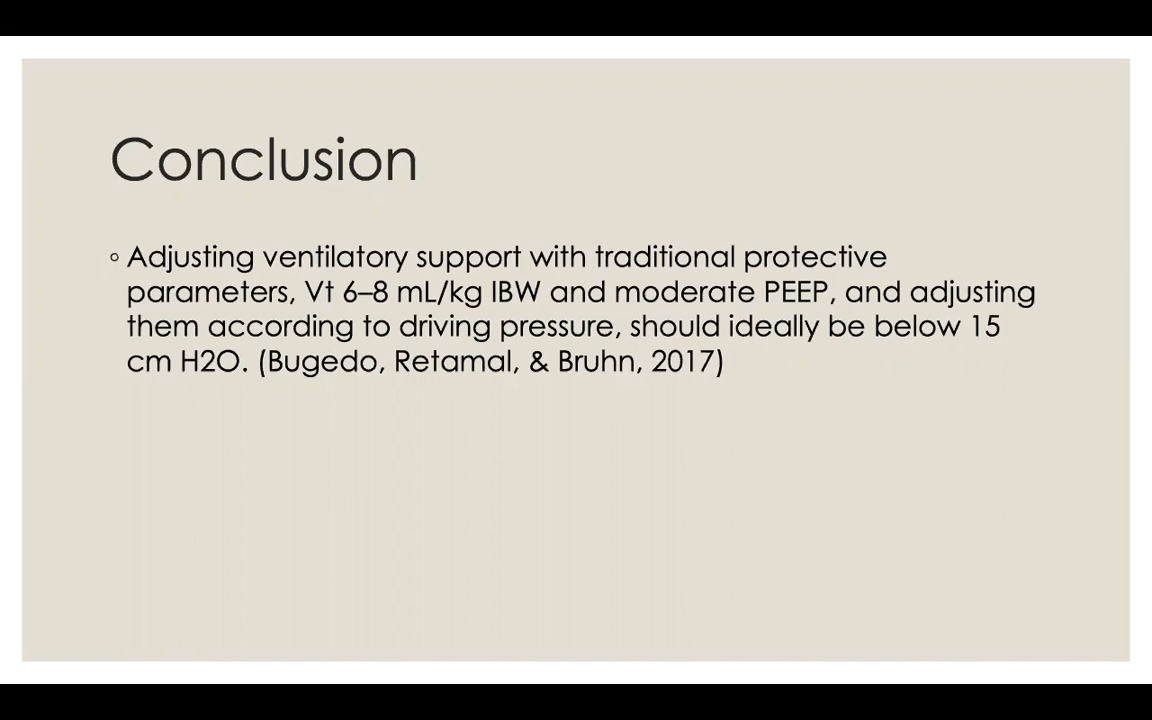 Conclusion
◦ Adjusting ventilatory support with traditional protective
parameters, Vt 6–8 mL/kg IBW and moderate PEEP, and adjusting
them according to driving pressure, should ideally be below 15
cm H2O. (Bugedo, Retamal, & Bruhn, 2017)